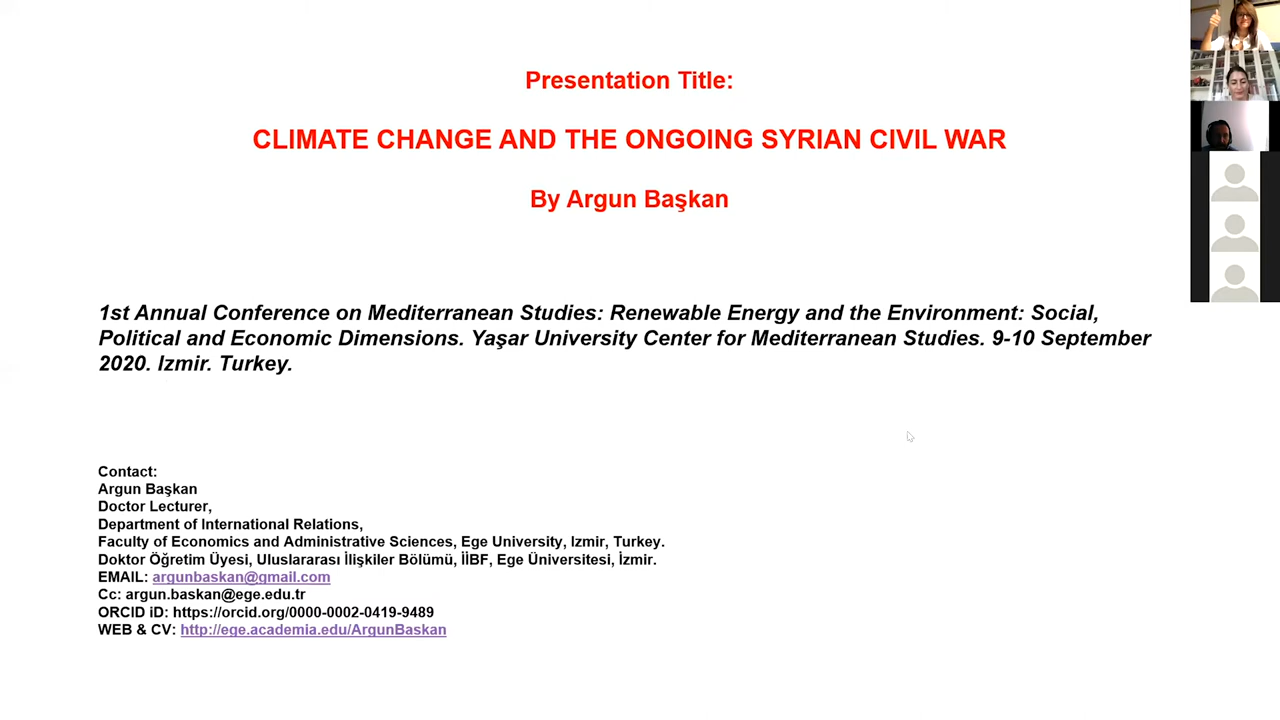 Presentation Title:
CLIMATE CHANGE AND THE ONGOING SYRIAN CIVIL WAR
By Argun Başkan
1st Annual Conference on Mediterranean Studies: Renewable Energy and the Environment: Social,
Political and Economic Dimensions. Yaşar University Center for Mediterranean Studies. 9-10 September
2020. Izmir. Turkey.
Contact:
Argun Başkan
Doctor Lecturer,
Department of International Relations,
Faculty of Economics and Administrative Sciences, Ege University, Izmir, Turkey.
Doktor Öğretim Üyesi, Uluslararası İlişkiler Bölümü, İİBF, Ege Üniversitesi, İzmir.
EMAIL: argunbaskan@gmail.com
Cc: argun.baskan@ege.edu.tr
ORCID iD: https://orcid.org/0000-0002-0419-9489
WEB & CV: http://ege.academia.edu/ArgunBaskan